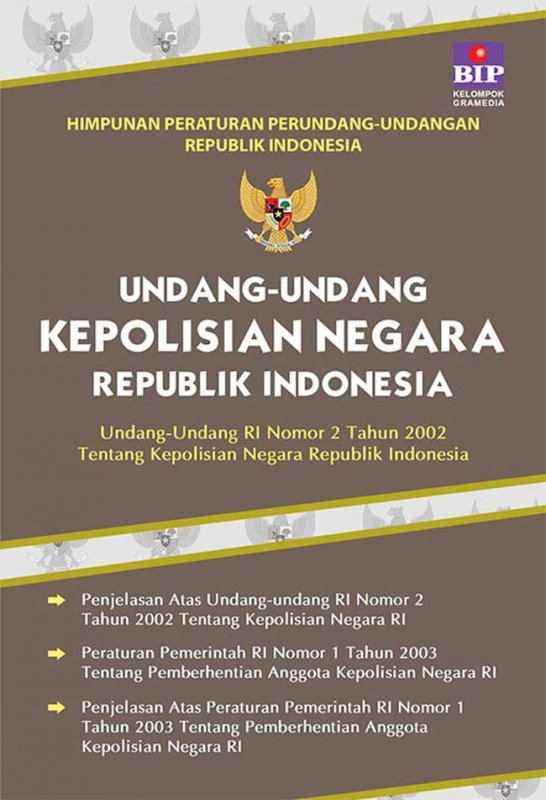 BIP
KELOMPOK
GRAMEDIA
HIMPUNAN PERATURAN PERUNDANG-UNDANGAN
REPUBLIK INDONESIA
UNDANG-UNDANG
KEPOLISIAN NEGARA
REPUBLIK INDONESIA
Undang-Undang RI Nomor 2 Tahun 2002
Tentang Kepolisian Negara Republik Indonesia
Penjelasan Atas Undang-undang RI Nomor 2
Tahun 2002 Tentang Kepolisian Negara RI
Peraturan Pemerintah RI Nomor 1 Tahun 2003
Tentang Pemberhentian Anggota Kepolisian Negara RI
Penjelasan Atas Peraturan Pemerintah RI Nomor 1
Tahun 2003 Tentang Pemberhentian Anggota
Kepolisian Negara RI